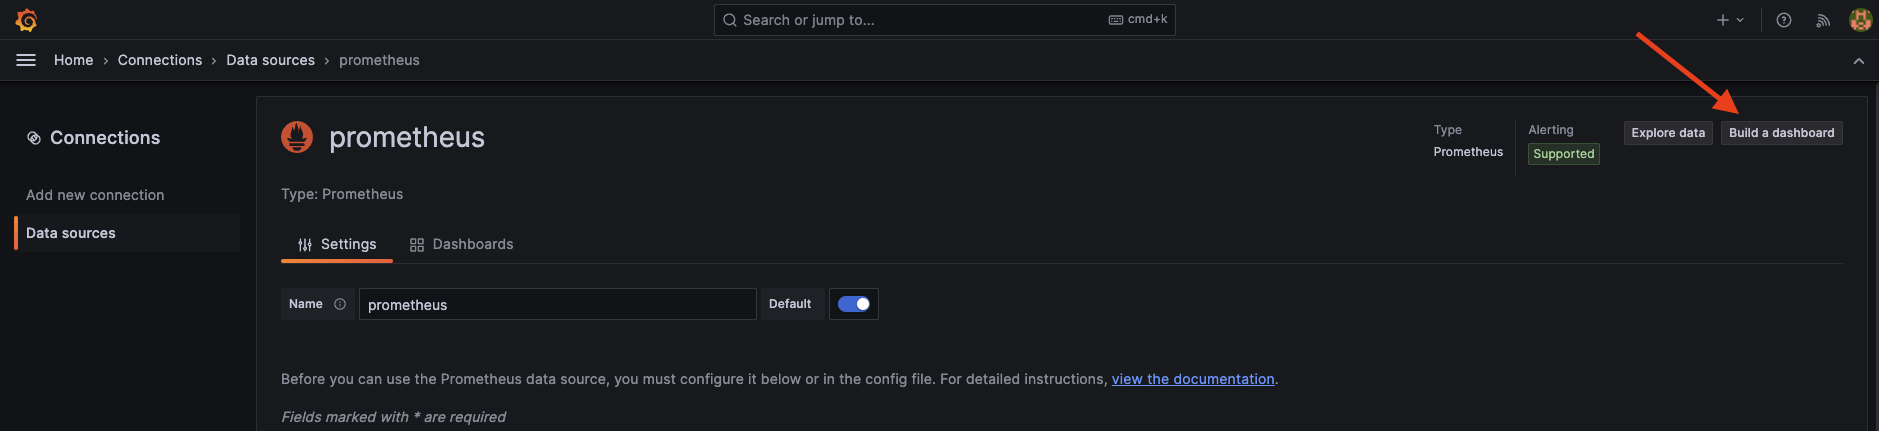 Search or jump to...
cmd+k
Home › Connections › Data sources › prometheus
Connections
Add new connection
Data sources
prometheus
Type
Prometheus
Alerting
Supported
Explore data
Build a dashboard
Type: Prometheus
Settings
Dashboards
Name
prometheus
Default
Before you can use the Prometheus data source, you must configure it below or in the config file. For detailed instructions, view the documentation.
Fields marked with * are required